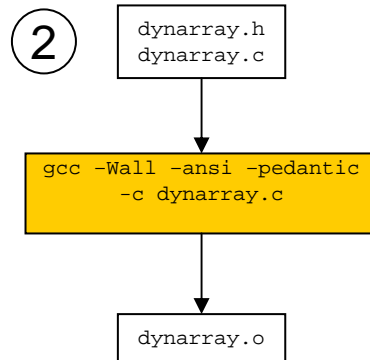 2
dynarray.h
dynarray.c
gcc –Wall –ansi –pedantic
-c dynarray.c
dynarray.o